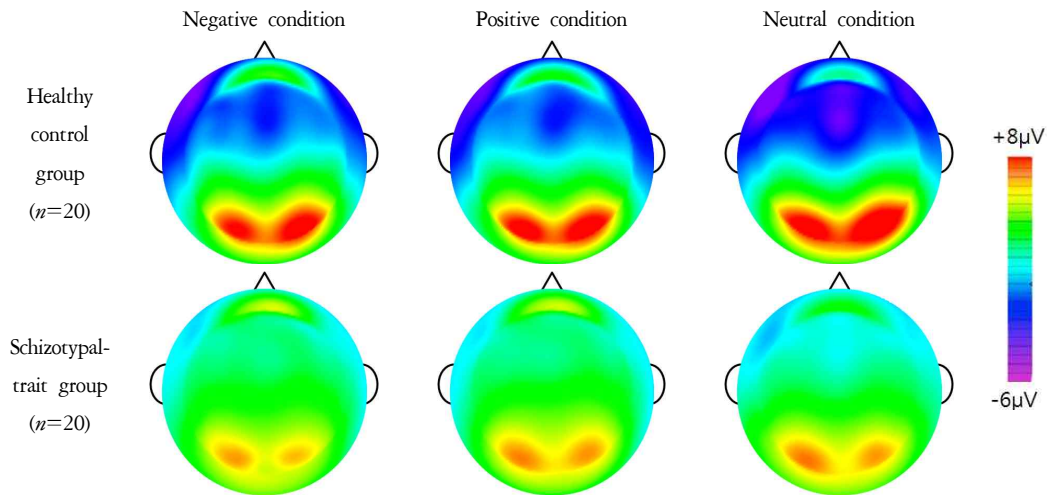 Negative condition
Positive condition
Neutral condition
Healthy
control
group
(n=20)
+8μV
-6μV
Schizotypal-
trait group
(n=20)